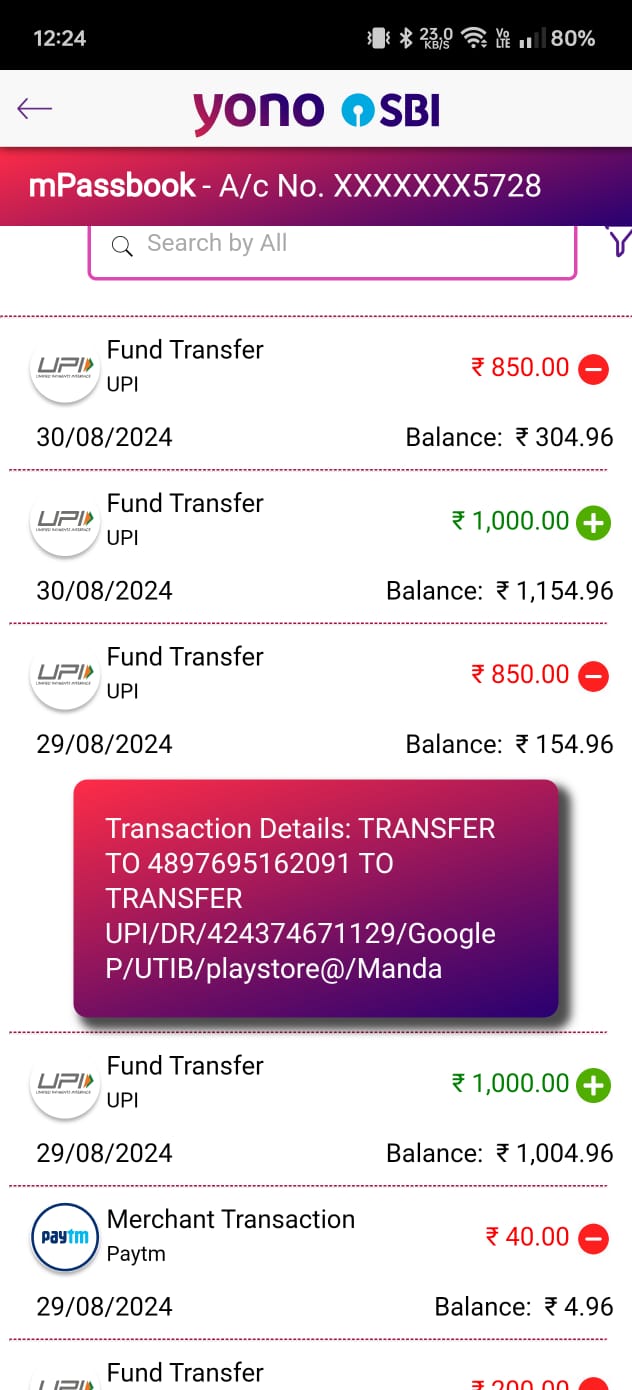 12:24
23.0 KB/S Vo LTE 80%
yono SBI
mPassbook - A/c No. XXXXXXX5728
Search by All
UPI
Fund Transfer
UPI
₹ 850.00
30/08/2024
Balance: ₹ 304.96
UPI
Fund Transfer
UPI
₹ 1,000.00
30/08/2024
Balance: ₹ 1,154.96
UPI
Fund Transfer
UPI
₹ 850.00
29/08/2024
Balance: ₹ 154.96
Transaction Details: TRANSFER
TO 4897695162091 TO
TRANSFER
UPI/DR/424374671129/Google
P/UTIB/playstore@/Manda
UPI
Fund Transfer
UPI
₹ 1,000.00
29/08/2024
Balance: ₹ 1,004.96
paytm
Merchant Transaction
Paytm
₹ 40.00
29/08/2024
Balance: ₹ 4.96
UPI
Fund Transfer
₹ 200.00